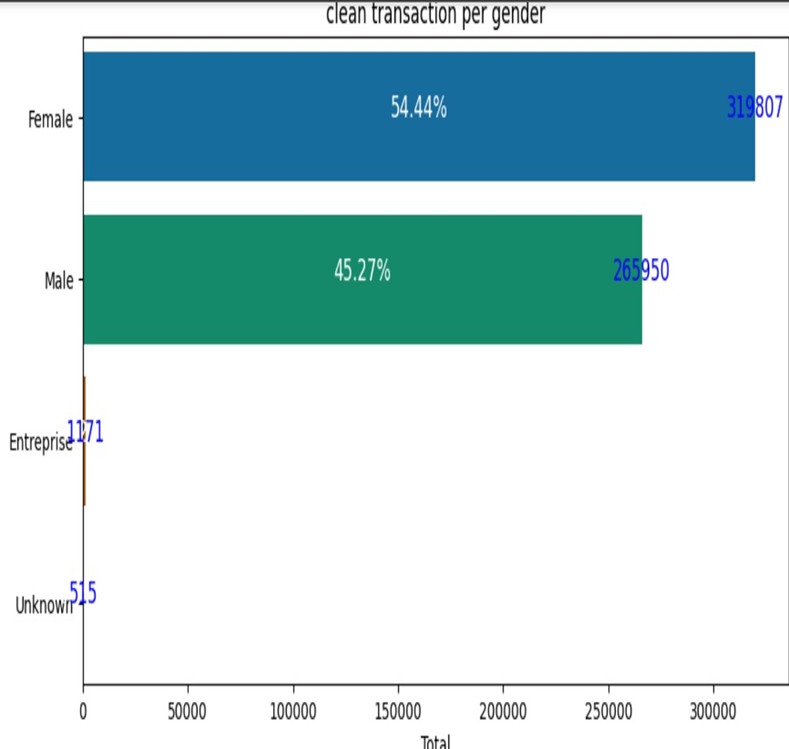 clean transaction per gender
Female 54.44% 319807
Male 45.27% 265950
Entreprise 1171
Unknown 515
0 50000 100000 150000 200000 250000 300000
Total